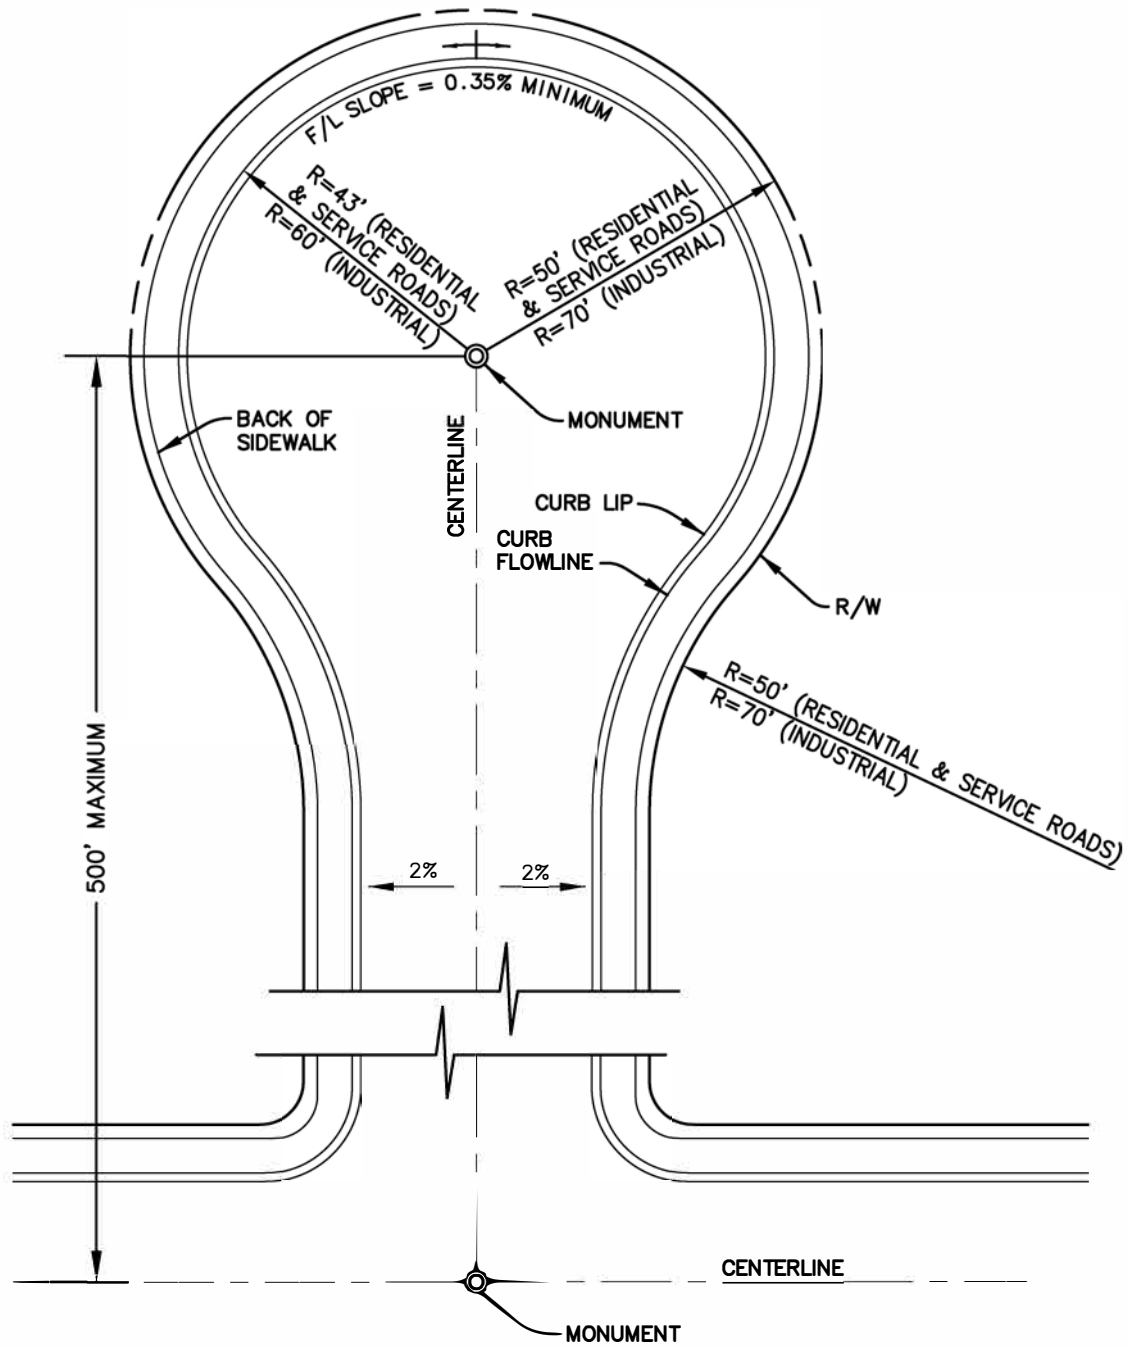 F/L SLOPE = 0.35% MINIMUM
R=43' (RESIDENTIAL
& SERVICE ROADS)
R=60' (INDUSTRIAL)
R=50' (RESIDENTIAL
& SERVICE ROADS)
R=70' (INDUSTRIAL)
BACK OF
SIDEWALK
CENTERLINE
MONUMENT
CURB LIP
CURB
FLOWLINE
R/W
R=50' (RESIDENTIAL & SERVICE ROADS)
R=70' (INDUSTRIAL)
500' MAXIMUM
2%
2%
CENTERLINE
MONUMENT